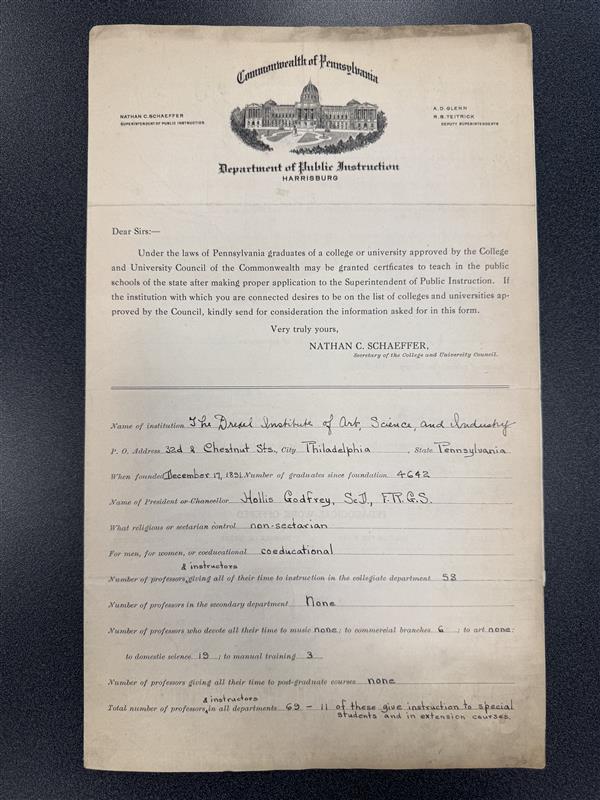 Commonwealth of Pennsylvania
NATHAN C. SCHAEFFER
SUPERINTENDENT OF PUBLIC INSTRUCTION
A. D. GLENN
R. B. TEITRICK
DEPUTY SUPERINTENDENTS
Department of Public Instruction
HARRISBURG
Dear Sirs:—
Under the laws of Pennsylvania graduates of a college or university approved by the College
and University Council of the Commonwealth may be granted certficates to teach in the public
schools of the state after making proper application to the Superintendent of Public Instruction. If
the institution with which you are connected desires to be on the list of colleges and universities ap-
proved by the Council, kindly send for consideration the information asked for in this form.
Very truly yours,
NATHAN C. SCHAEFFER,
Secretary of the College and University Council.
Name of institution The Drexel Institute of Art, Science, and Industry
P. O. Address 32d & Chestnut Sts., City Philadelphia, State Pennsylvania
When founded December 17, 1891. Number of graduates since foundation 4642
Name of President or Chancellor Hollis Godfrey, Sc.D., F.R.G.S.
What religious or sectarian control non-sectarian
For men, for women, or coeducational coeducational
& instructors
Number of professors giving all of their time to instruction in the collegiate department 58
Number of professors in the secondary department None
Number of professors who devote all their time to music none; to commercial branches 6; to art none;
to domestic science 19; to manual training 3
Number of professors giving all their time to post-graduate courses none
& instructors
Total number of professors in all departments 69 - 11 of these give instruction to special
students and in extension courses.